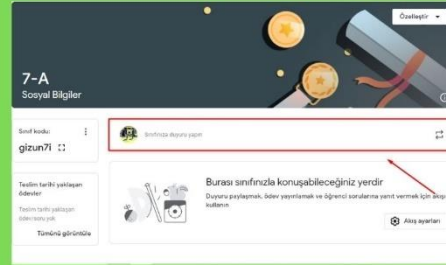 Özelleştir
7-A
Sosyal Bilgiler
Sınıf kodu:
gizun7i
Sınıfınıza duyuru yapın
Teslim tarihi yaklaşan
ödevler
Teslim tarihi yaklaşan
ödeviniz yok
Tümünü görüntüle
Burası sınıfınızla konuşabileceğiniz yerdir
Duyuru paylaşmak, ödev yayınlamak ve öğrenci sorularına yanıt vermek için akışı
kullanın
Akış ayarları